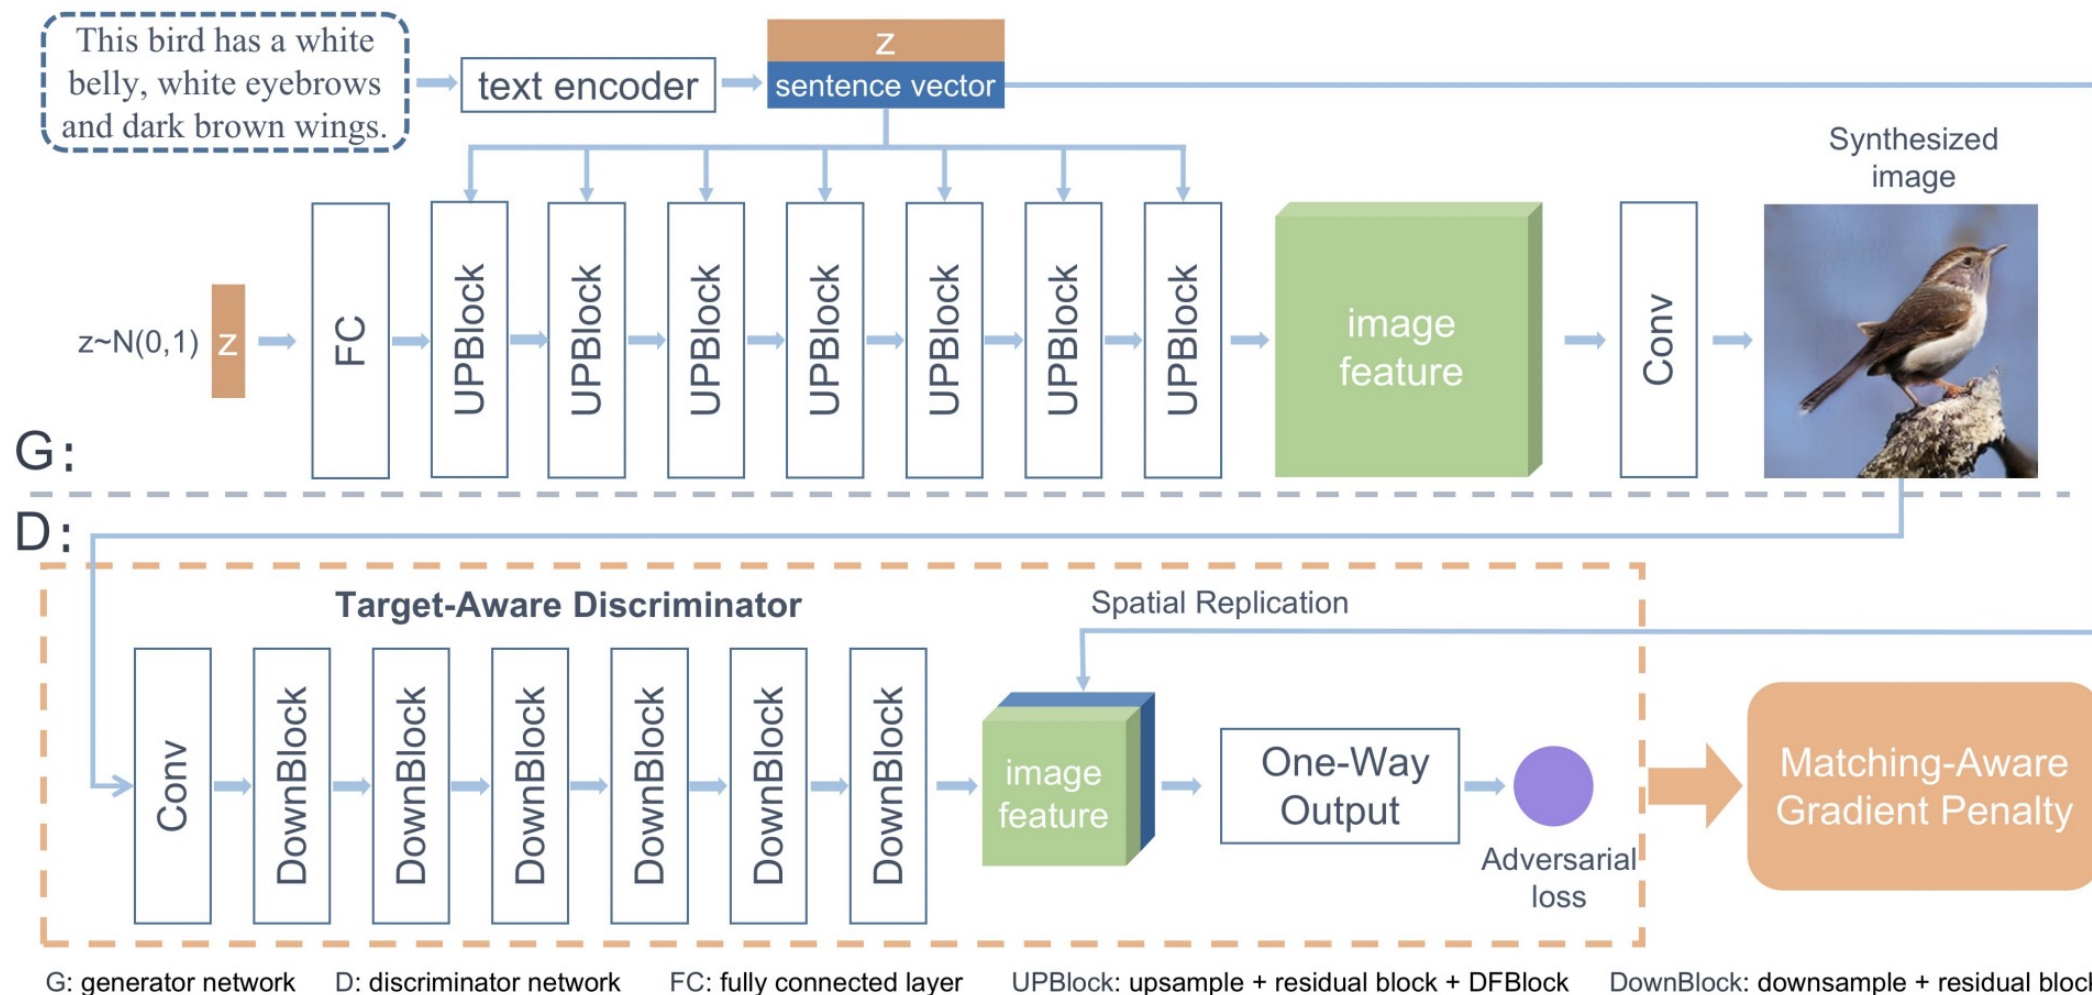 This bird has a white
belly, white eyebrows
and dark brown wings.
text encoder
z
sentence vector
Synthesized
image
z~N(0,1)
z
FC
UPBlock
UPBlock
UPBlock
UPBlock
UPBlock
UPBlock
UPBlock
image
feature
Conv
G:
D:
Target-Aware Discriminator
Spatial Replication
Conv
DownBlock
DownBlock
DownBlock
DownBlock
DownBlock
DownBlock
image
feature
One-Way
Output
Adversarial
loss
Matching-Aware
Gradient Penalty
G: generator network D: discriminator network FC: fully connected layer UPBlock: upsample + residual block + DFBlock DownBlock: downsample + residual block